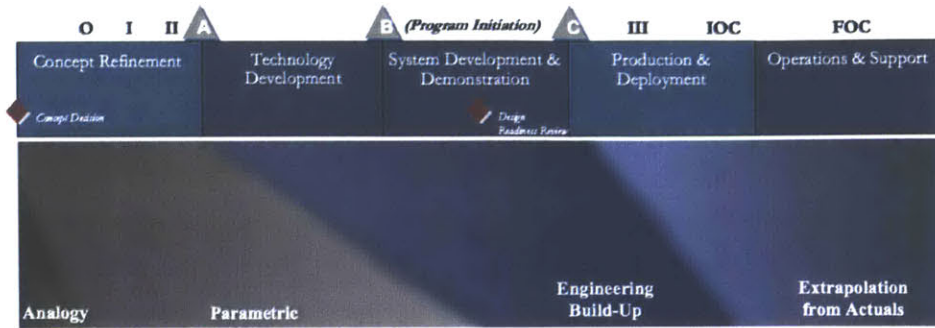 O I II A B (Program Initiation) C III IOC FOC
Concept Refinement
Technology
Development
System Development &
Demonstration
Production &
Deployment
Operations & Support
Concept Decision
Design
Readiness Review
Analogy
Parametric
Engineering
Build-Up
Extrapolation
from Actuals